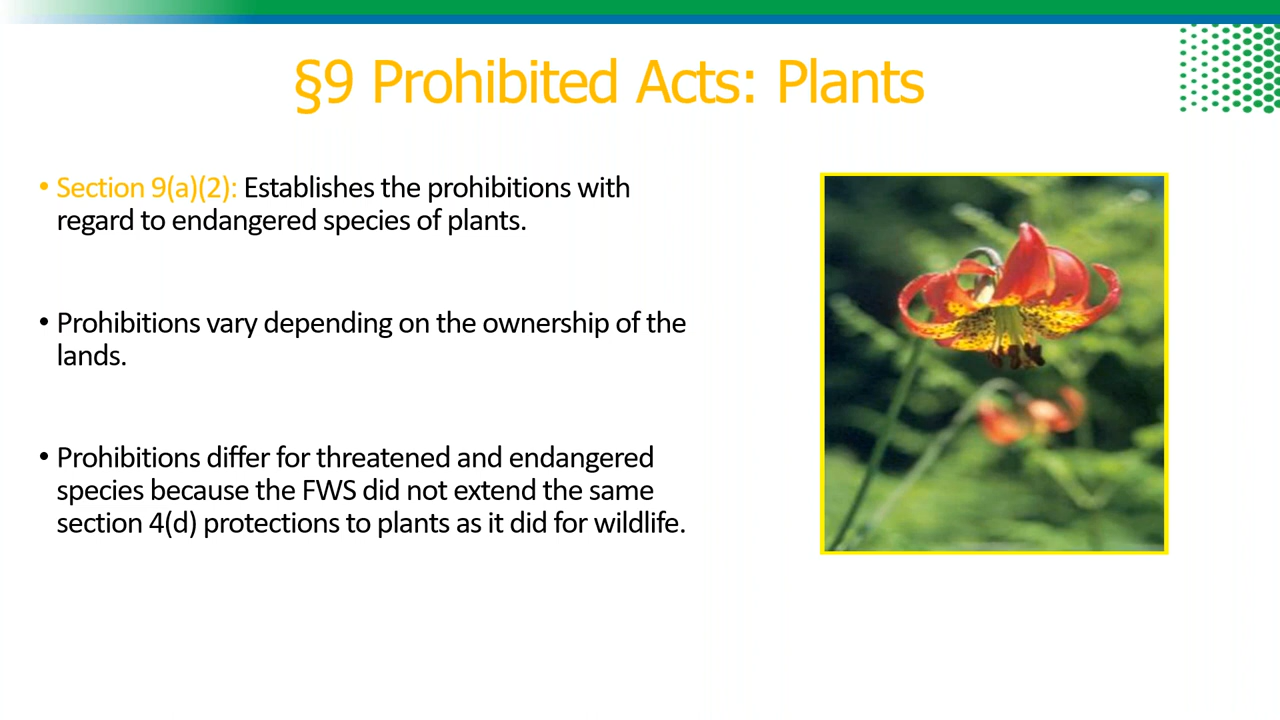 §9 Prohibited Acts: Plants
• Section 9(a)(2): Establishes the prohibitions with
regard to endangered species of plants.
• Prohibitions vary depending on the ownership of the
lands.
• Prohibitions differ for threatened and endangered
species because the FWS did not extend the same
section 4(d) protections to plants as it did for wildlife.